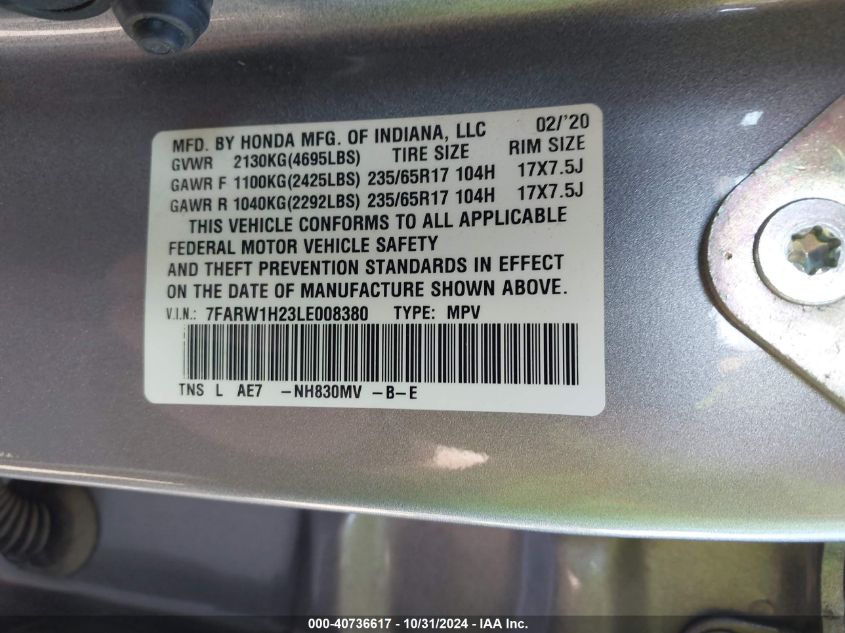 MFD. BY HONDA MFG. OF INDIANA, LLC 02/'20
GVWR 2130KG(4695LBS) TIRE SIZE RIM SIZE
GAWR F 1100KG(2425LBS) 235/65R17 104H 17X7.5J
GAWR R 1040KG(2292LBS) 235/65R17 104H 17X7.5J
THIS VEHICLE CONFORMS TO ALL APPLICABLE
FEDERAL MOTOR VEHICLE SAFETY
AND THEFT PREVENTION STANDARDS IN EFFECT
ON THE DATE OF MANUFACTURE SHOWN ABOVE.
V.I.N.: 7FARW1H23LE008380 TYPE: MPV
TNS L AE7 -NH830MV -B-E
000-40736617 - 10/31/2024 - IAA Inc.